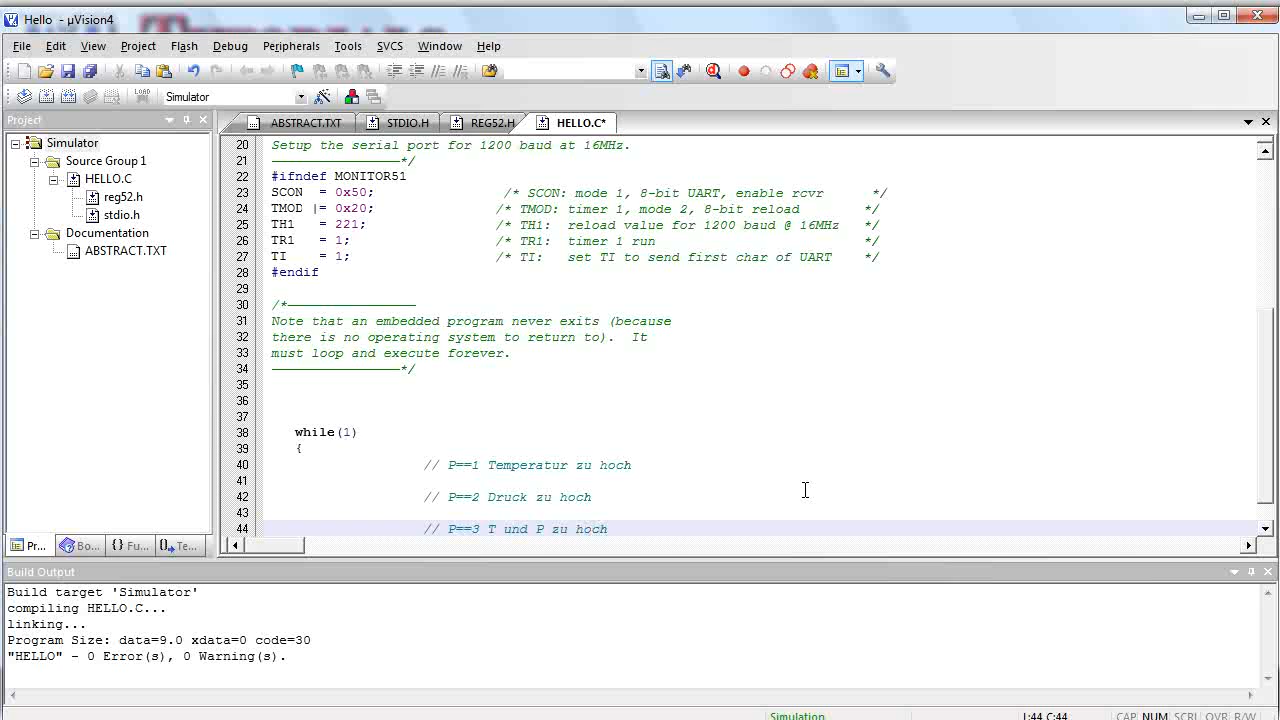 Hello - µVision4
File Edit View Project Flash Debug Peripherals Tools SVCS Window Help
LOAD Simulator
Project
ABSTRACT.TXT STDIO.H REG52.H HELLO.C*
Simulator
Source Group 1
HELLO.C
reg52.h
stdio.h
Documentation
ABSTRACT.TXT
Pr... Bo... {} Fu... Te...
20 Setup the serial port for 1200 baud at 16MHz.
21 ----------------*/
22 #ifndef MONITOR51
23 SCON = 0x50; /* SCON: mode 1, 8-bit UART, enable rcvr */
24 TMOD |= 0x20; /* TMOD: timer 1, mode 2, 8-bit reload */
25 TH1 = 221; /* TH1: reload value for 1200 baud @ 16MHz */
26 TR1 = 1; /* TR1: timer 1 run */
27 TI = 1; /* TI: set TI to send first char of UART */
28 #endif
29
30 /*----------------
31 Note that an embedded program never exits (because
32 there is no operating system to return to). It
33 must loop and execute forever.
34 ----------------*/
35
36
37
38 while(1)
39 {
40 // P==1 Temperatur zu hoch
41
42 // P==2 Druck zu hoch
43
44 // P==3 T und P zu hoch
Build Output
Build target 'Simulator'
compiling HELLO.C...
linking...
Program Size: data=9.0 xdata=0 code=30
"HELLO" - 0 Error(s), 0 Warning(s).
Simulation L:44 C:44 CAP NUM SCRL OVR R/W